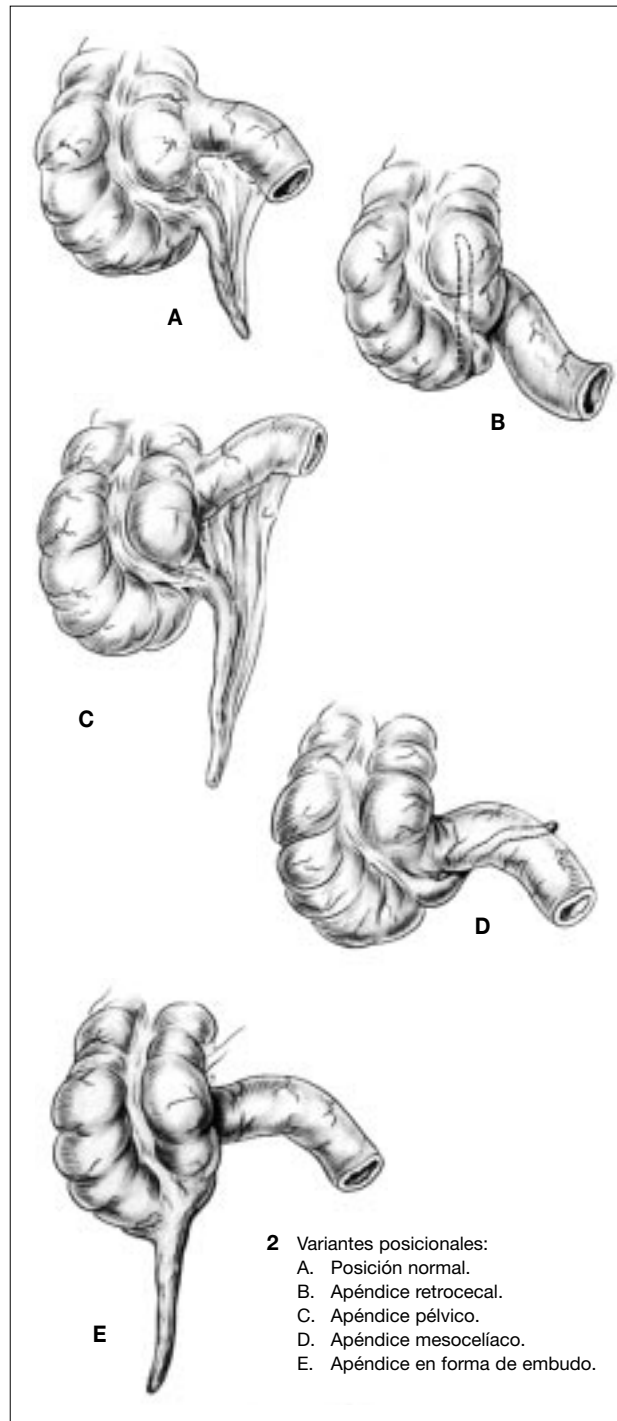 A
B
C
D
E
2 Variantes posicionales:
A. Posición normal.
B. Apéndice retrocecal.
C. Apéndice pélvico.
D. Apéndice mesocelíaco.
E. Apéndice en forma de embudo.